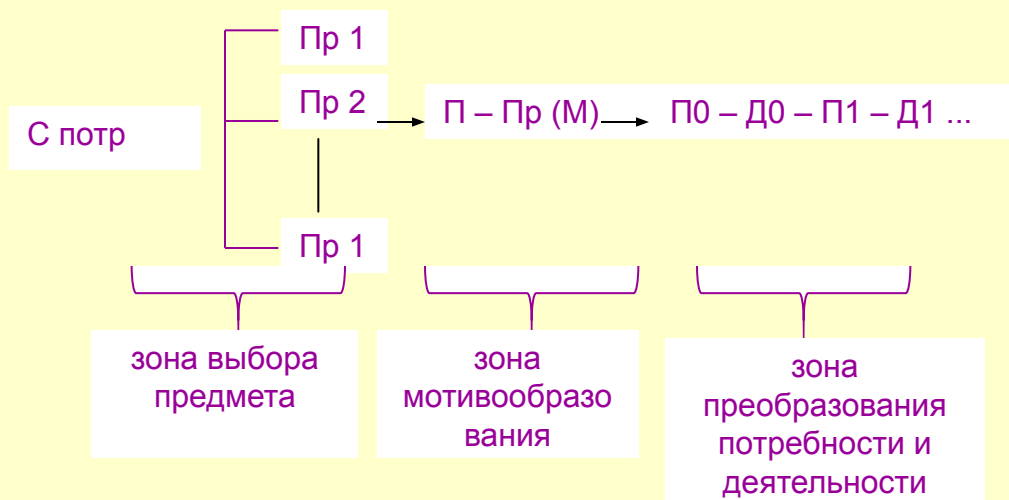 Пр 1
Пр 2
С потр
П – Пр (М)
П0 – Д0 – П1 – Д1 ...
Пр 1
зона выбора
предмета
зона
мотивообразо
вания
зона
преобразования
потребности и
деятельности